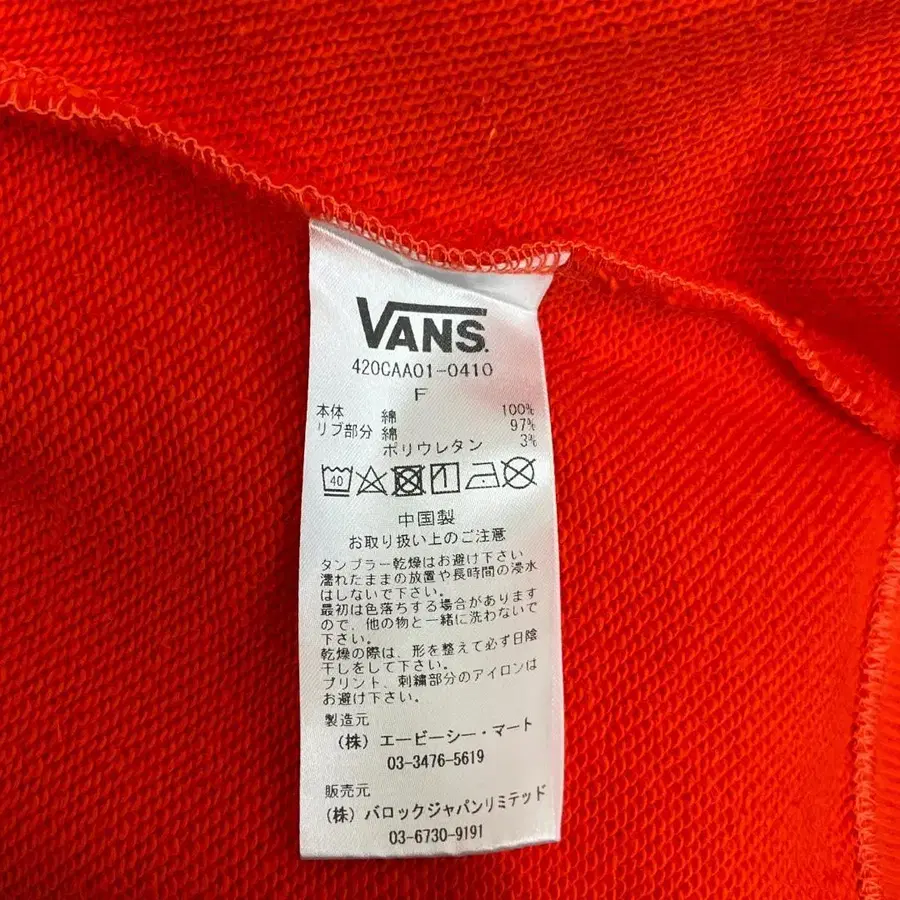 VANS
420CAA01-0410
F
本体 綿 100%
リブ部分 綿 97%
ポリウレタン 3%
40
中国製
お取り扱い上のご注意
タンブラー乾燥はお避け下さい
濡れたままの放置や長時間の浸水
はしないで下さい。
最初は色落ちする場合があります
ので、他の物と一緒に洗わないで
下さい。
乾燥の際は、形を整えて必ず日陰
干しをして下さい。
プリント、刺繍部分のアイロンは
お避け下さい。
製造元
(株) エービーシー・マート
03-3476-5619
販売元
(株) バロックジャパンリミテッド
03-6730-9191